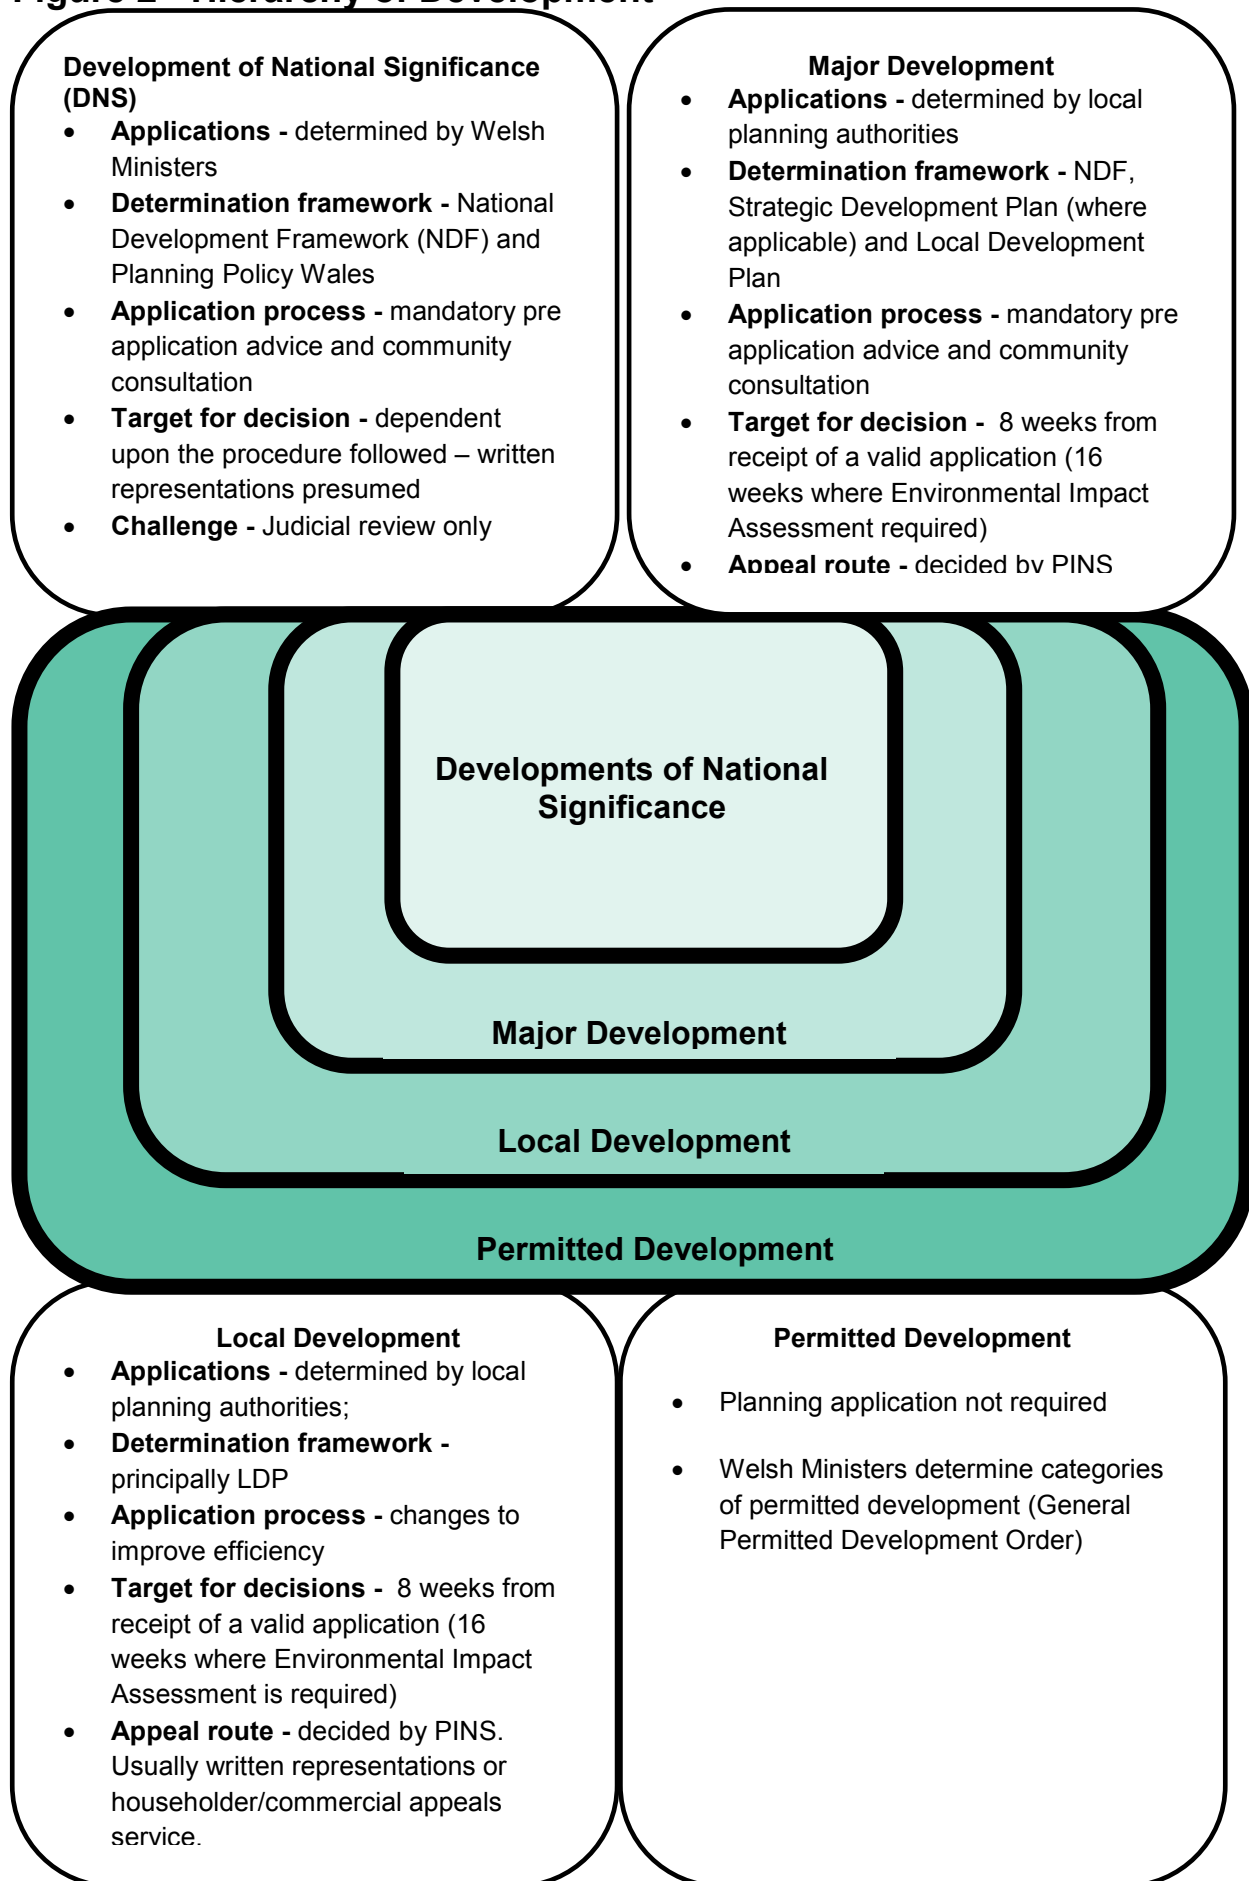 Figure 2 - Hierarchy of Development
Development of National Significance
(DNS)
• Applications - determined by Welsh
Ministers
• Determination framework - National
Development Framework (NDF) and
Planning Policy Wales
• Application process - mandatory pre
application advice and community
consultation
• Target for decision - dependent
upon the procedure followed – written
representations presumed
• Challenge - Judicial review only
Major Development
• Applications - determined by local
planning authorities
• Determination framework - NDF,
Strategic Development Plan (where
applicable) and Local Development
Plan
• Application process - mandatory pre
application advice and community
consultation
• Target for decision - 8 weeks from
receipt of a valid application (16
weeks where Environmental Impact
Assessment required)
• Appeal route - decided by PINS
Developments of National
Significance
Major Development
Local Development
Permitted Development
Local Development
• Applications - determined by local
planning authorities;
• Determination framework -
principally LDP
• Application process - changes to
improve efficiency
• Target for decisions - 8 weeks from
receipt of a valid application (16
weeks where Environmental Impact
Assessment is required)
• Appeal route - decided by PINS.
Usually written representations or
householder/commercial appeals
service.
Permitted Development
• Planning application not required
• Welsh Ministers determine categories
of permitted development (General
Permitted Development Order)